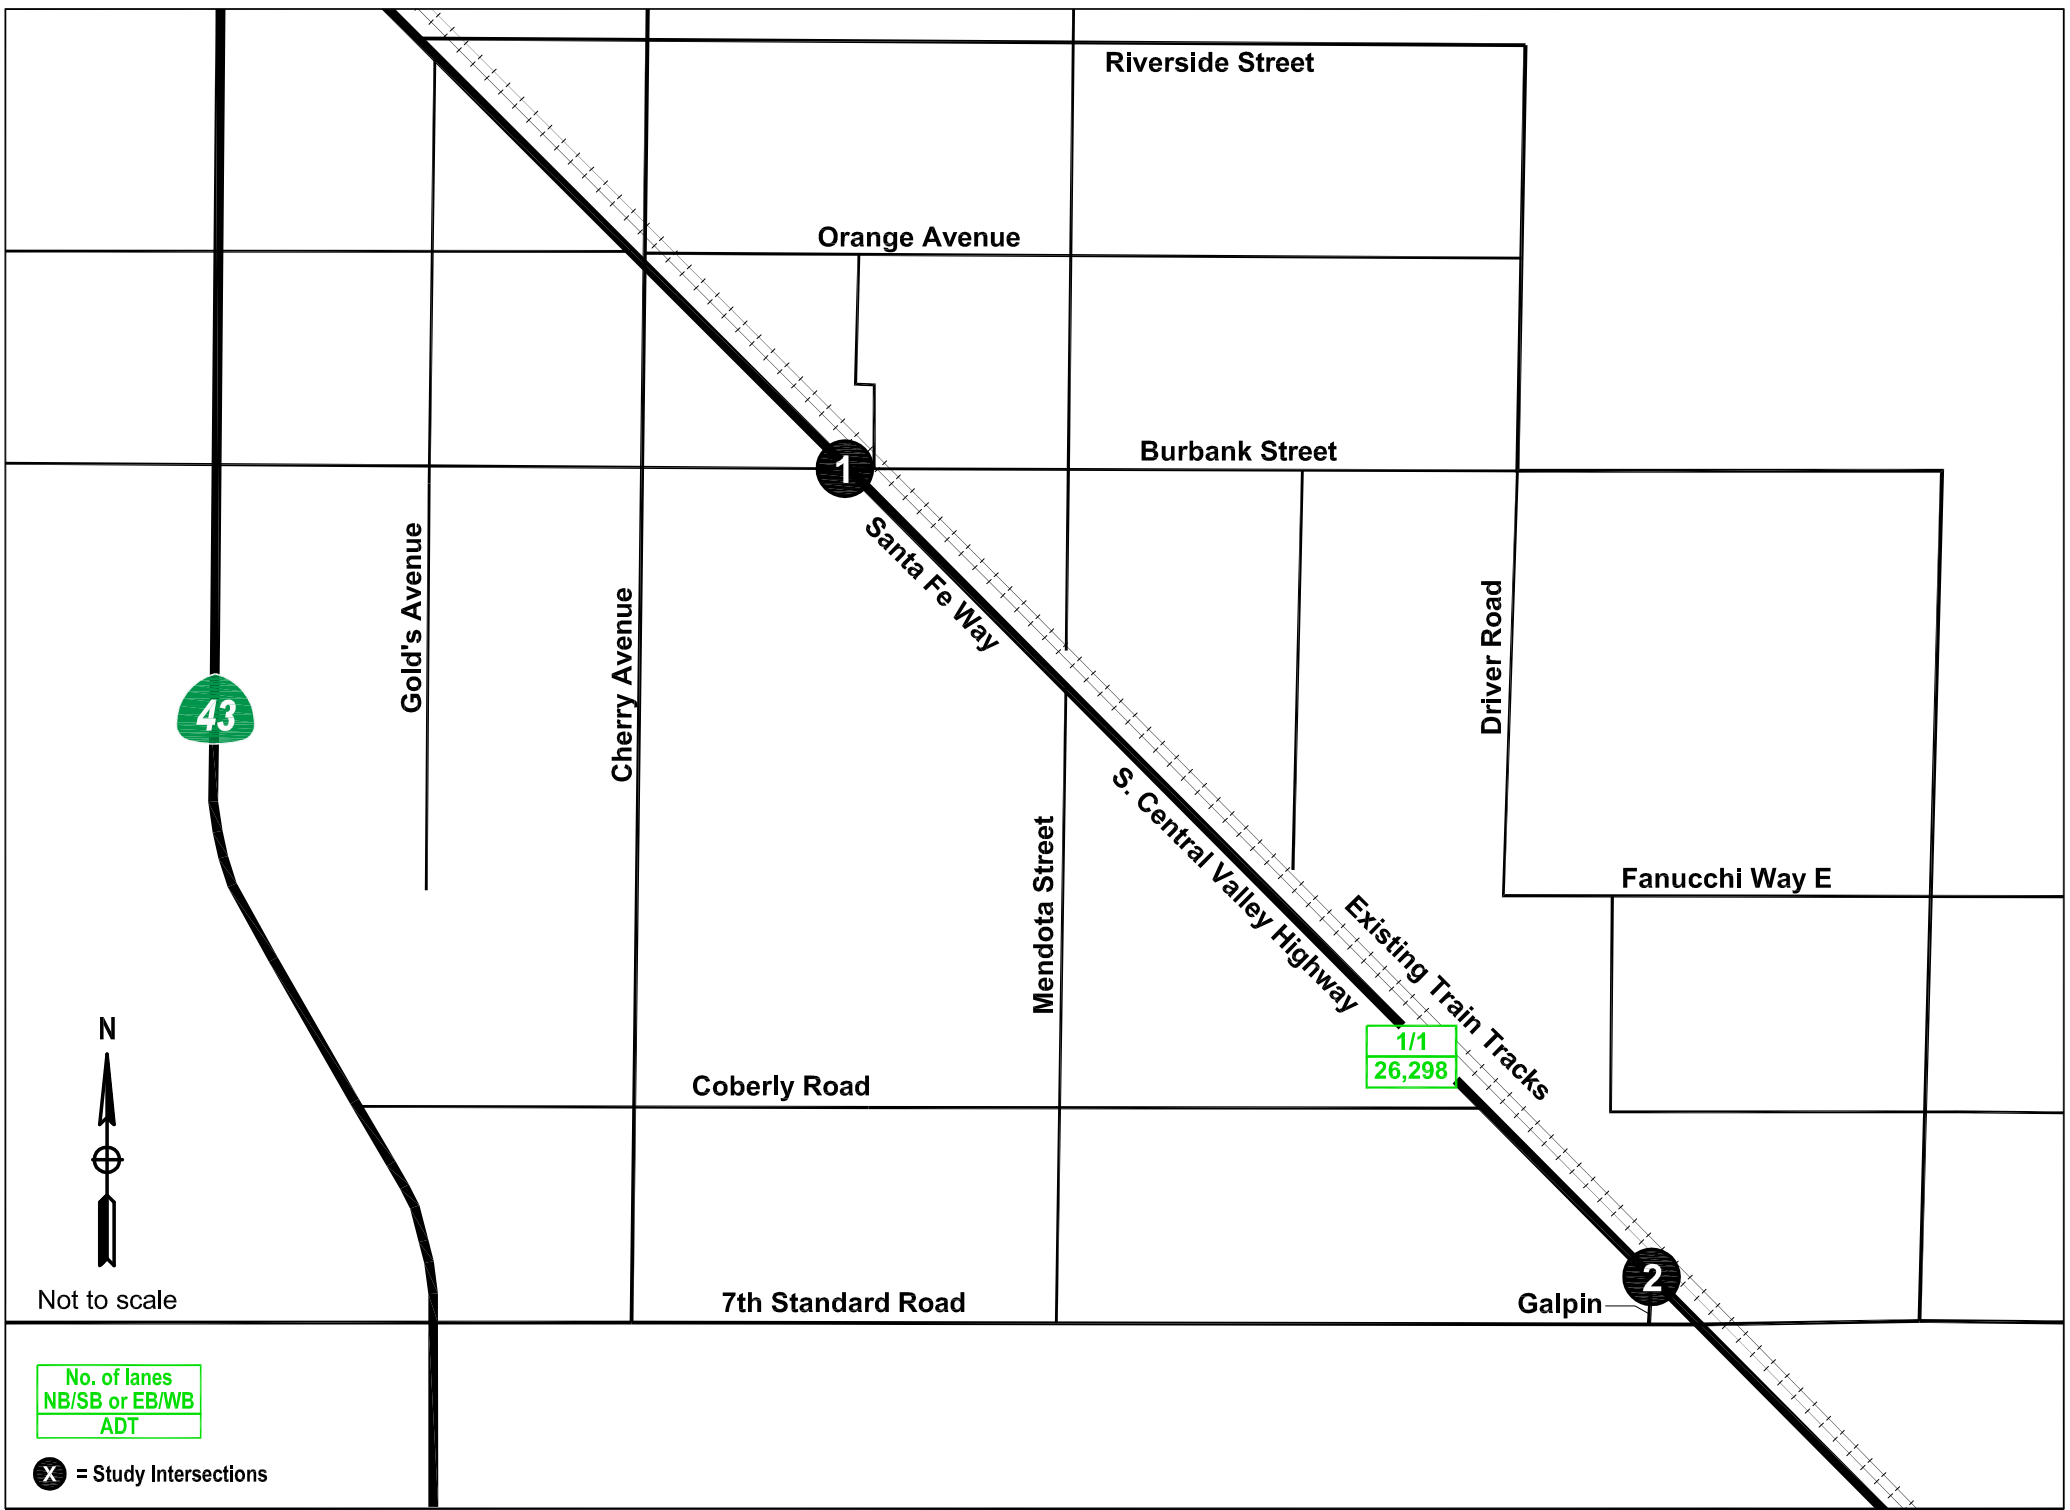 Riverside Street
Orange Avenue
Burbank Street
1
Santa Fe Way
Gold's Avenue
Cherry Avenue
Driver Road
43
S. Central Valley Highway
Mendota Street
Fanucchi Way E
Existing Train Tracks
N
1/1
26,298
Coberly Road
2
Not to scale
7th Standard Road
Galpin
No. of lanes
NB/SB or EB/WB
ADT
X = Study Intersections